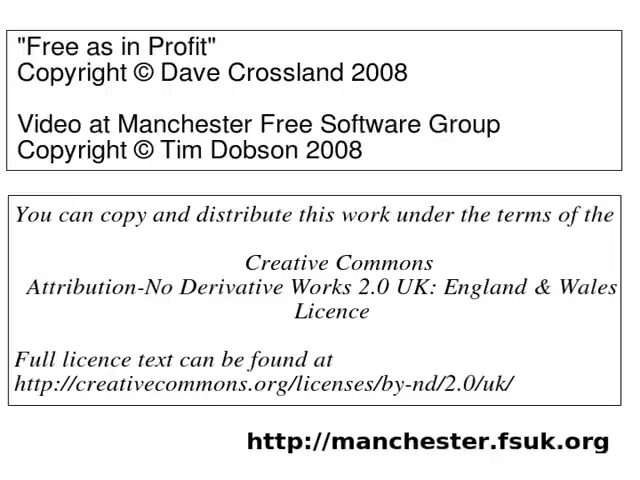 "Free as in Profit"
Copyright © Dave Crossland 2008
Video at Manchester Free Software Group
Copyright © Tim Dobson 2008
You can copy and distribute this work under the terms of the
Creative Commons
Attribution-No Derivative Works 2.0 UK: England & Wales
Licence
Full licence text can be found at
http://creativecommons.org/licenses/by-nd/2.0/uk/
http://manchester.fsuk.org